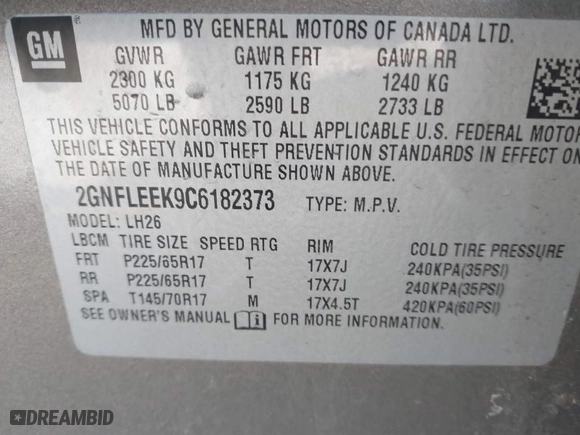 MFD BY GENERAL MOTORS OF CANADA LTD.
GM
GVWR GAWR FRT GAWR RR
2300 KG 1175 KG 1240 KG
5070 LB 2590 LB 2733 LB
THIS VEHICLE CONFORMS TO ALL APPLICABLE U.S. FEDERAL MOTOR
VEHICLE SAFETY AND THEFT PREVENTION STANDARDS IN EFFECT ON
THE DATE OF MANUFACTURE SHOWN ABOVE.
2GNFLEEK9C6182373 TYPE: M.P.V.
MODEL: LH26
LBCM TIRE SIZE SPEED RTG RIM COLD TIRE PRESSURE
FRT P225/65R17 T 17X7J 240KPA(35PSI)
RR P225/65R17 T 17X7J 240KPA(35PSI)
SPA T145/70R17 M 17X4.5T 420KPA(60PSI)
SEE OWNER'S MANUAL FOR MORE INFORMATION.
DREAMBID